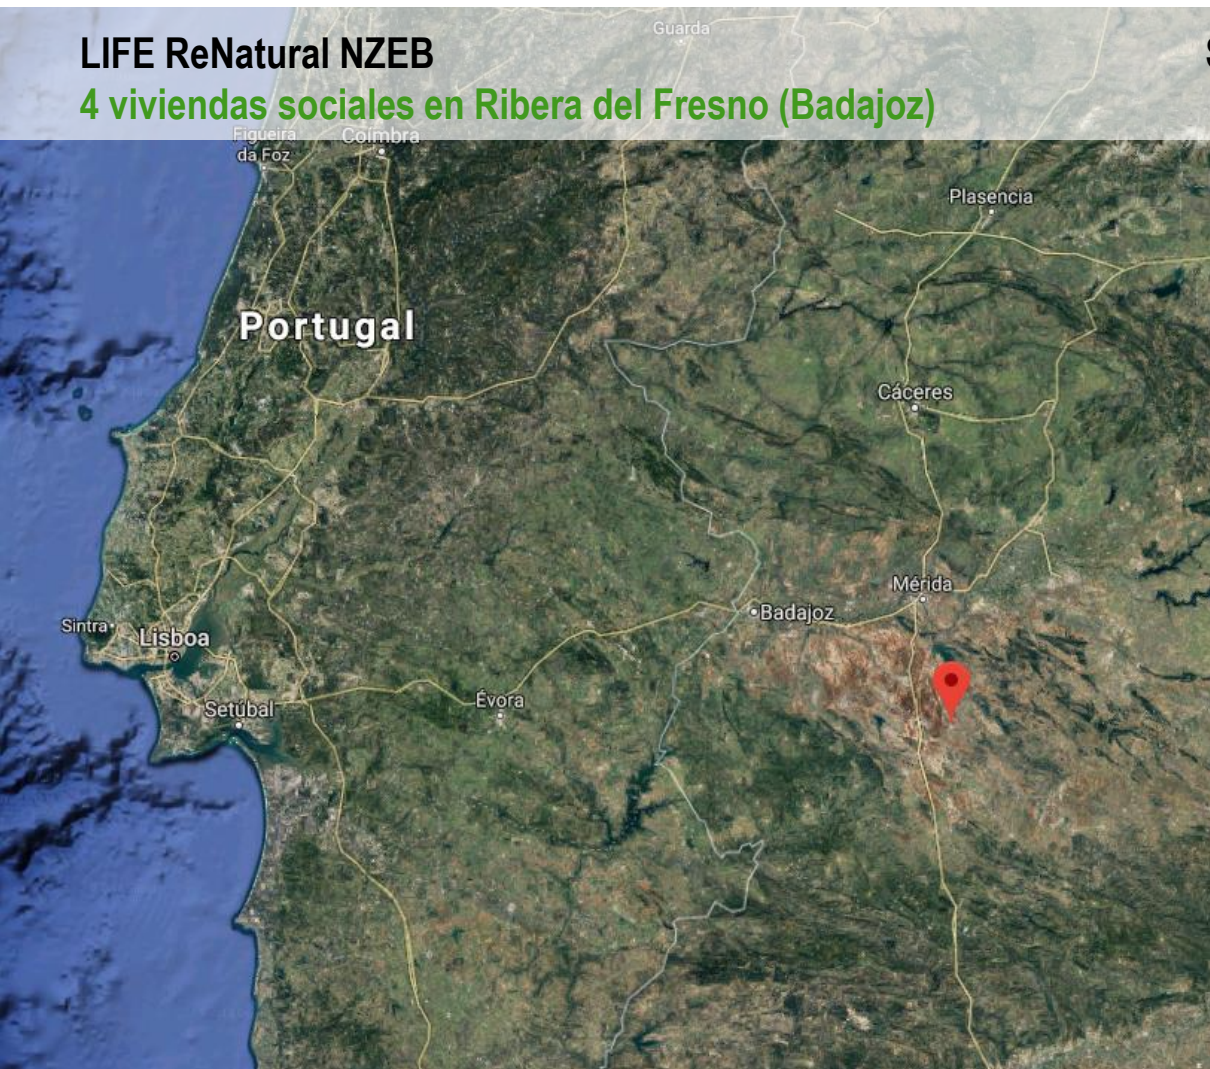 Guarda
LIFE ReNatural NZEB
S
4 viviendas sociales en Ribera del Fresno (Badajoz)
Figueira
da Foz
Coímbra
Plasencia
Portugal
Cáceres
Mérida
Badajoz
Sintra
Lisboa
Évora
Setúbal